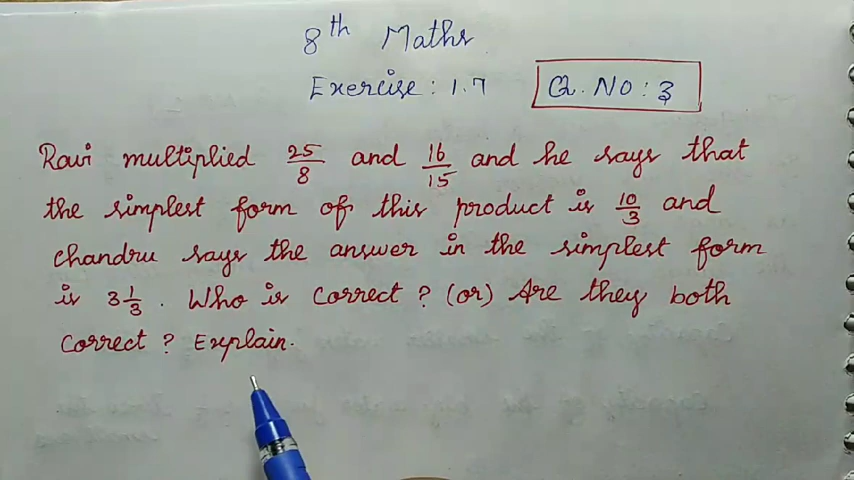 8th Maths
Exercise : 1.7
Q. NO : 3
Ravi multiplied 25/8 and 16/15 and he says that
the simplest form of this product is 10/3 and
chandru says the answer in the simplest form
is 3 1/3 . Who is correct ? (or) Are they both
correct ? Explain.